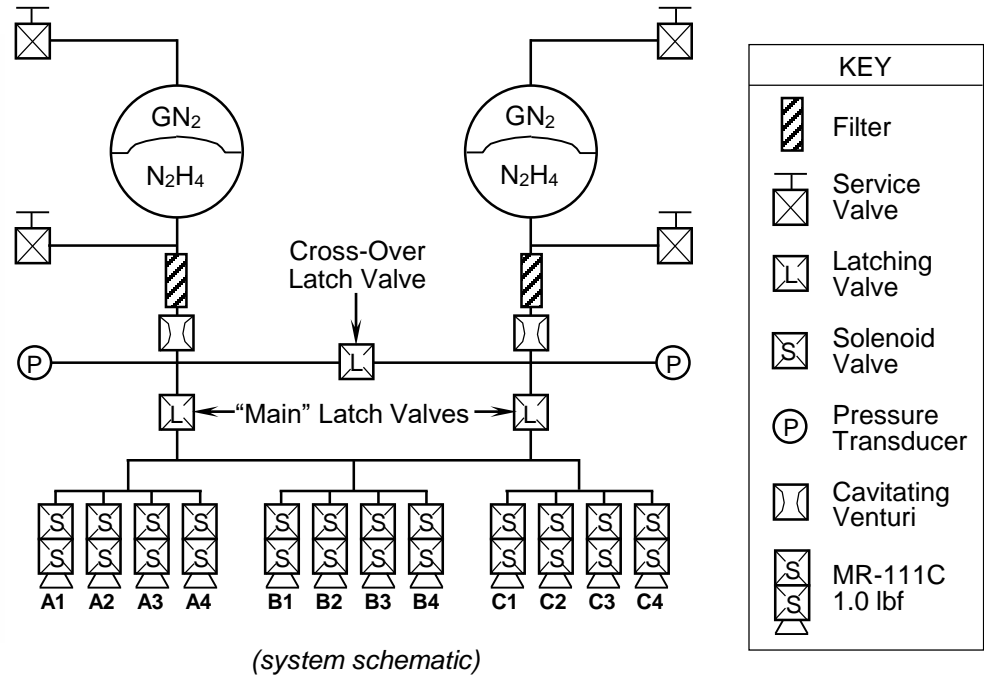 GN2
N2H4
GN2
N2H4
Cross-Over
Latch Valve
P
L
P
L
"Main" Latch Valves
L
S S S S S S S S S S S S
S S S S S S S S S S S S
A1 A2 A3 A4 B1 B2 B3 B4 C1 C2 C3 C4
(system schematic)
KEY
Filter
Service
Valve
L
Latching
Valve
S
Solenoid
Valve
P
Pressure
Transducer
Cavitating
Venturi
S
S
MR-111C
1.0 lbf